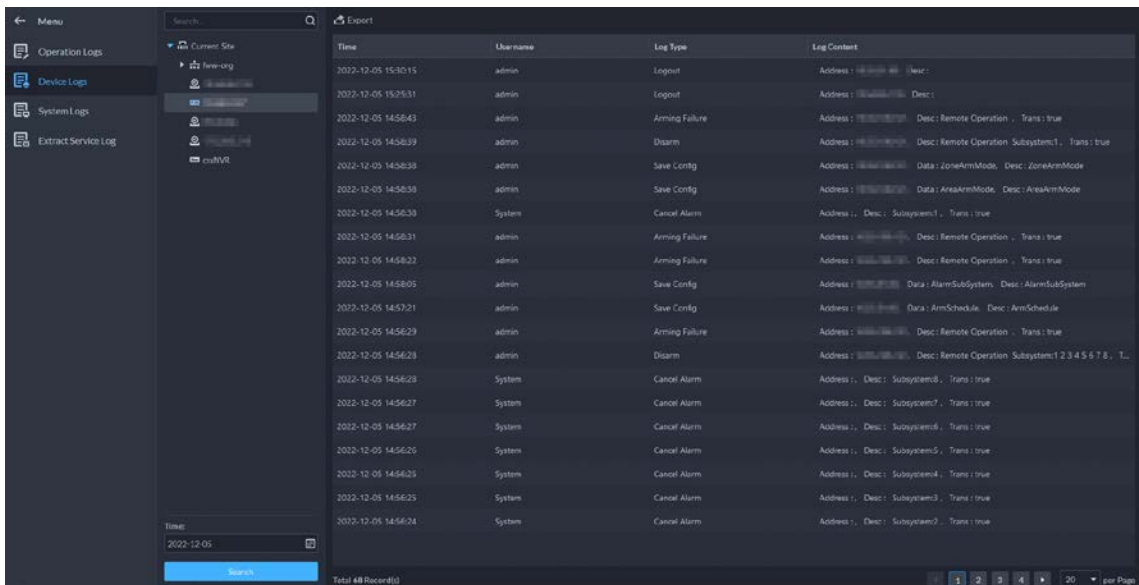 Menu
Operation Logs
Device Logs
System Logs
Extract Service Log
Search...
Current Site
few-org
Time:
2022-12-05
Search
Export
Time Username Log Type Log Content
2022-12-05 15:30:15 admin Logout Address : Desc :
2022-12-05 15:25:31 admin Logout Address : Desc :
2022-12-05 14:58:43 admin Arming Failure Address : Desc : Remote Operation , Trans : true
2022-12-05 14:58:39 admin Disarm Address : Desc : Remote Operation Subsystem:1 , Trans : true
2022-12-05 14:58:38 admin Save Config Address : Data : ZoneArmMode, Desc : ZoneArmMode
2022-12-05 14:58:38 admin Save Config Address : Data : AreaArmMode, Desc : AreaArmMode
2022-12-05 14:58:38 System Cancel Alarm Address : , Desc : Subsystem:1 , Trans : true
2022-12-05 14:58:31 admin Arming Failure Address : Desc : Remote Operation , Trans : true
2022-12-05 14:58:22 admin Arming Failure Address : Desc : Remote Operation , Trans : true
2022-12-05 14:58:05 admin Save Config Address : Data : AlarmSubSystem, Desc : AlarmSubSystem
2022-12-05 14:57:21 admin Save Config Address : Data : ArmSchedule, Desc : ArmSchedule
2022-12-05 14:56:29 admin Arming Failure Address : Desc : Remote Operation , Trans : true
2022-12-05 14:56:28 admin Disarm Address : Desc : Remote Operation Subsystem:1 2 3 4 5 6 7 8 , T...
2022-12-05 14:56:28 System Cancel Alarm Address : , Desc : Subsystem:8 , Trans : true
2022-12-05 14:56:27 System Cancel Alarm Address : , Desc : Subsystem:7 , Trans : true
2022-12-05 14:56:27 System Cancel Alarm Address : , Desc : Subsystem:6 , Trans : true
2022-12-05 14:56:26 System Cancel Alarm Address : , Desc : Subsystem:5 , Trans : true
2022-12-05 14:56:25 System Cancel Alarm Address : , Desc : Subsystem:4 , Trans : true
2022-12-05 14:56:25 System Cancel Alarm Address : , Desc : Subsystem:3 , Trans : true
2022-12-05 14:56:24 System Cancel Alarm Address : , Desc : Subsystem:2 , Trans : true
Total 68 Record(s) 1 2 3 4 20 per Page